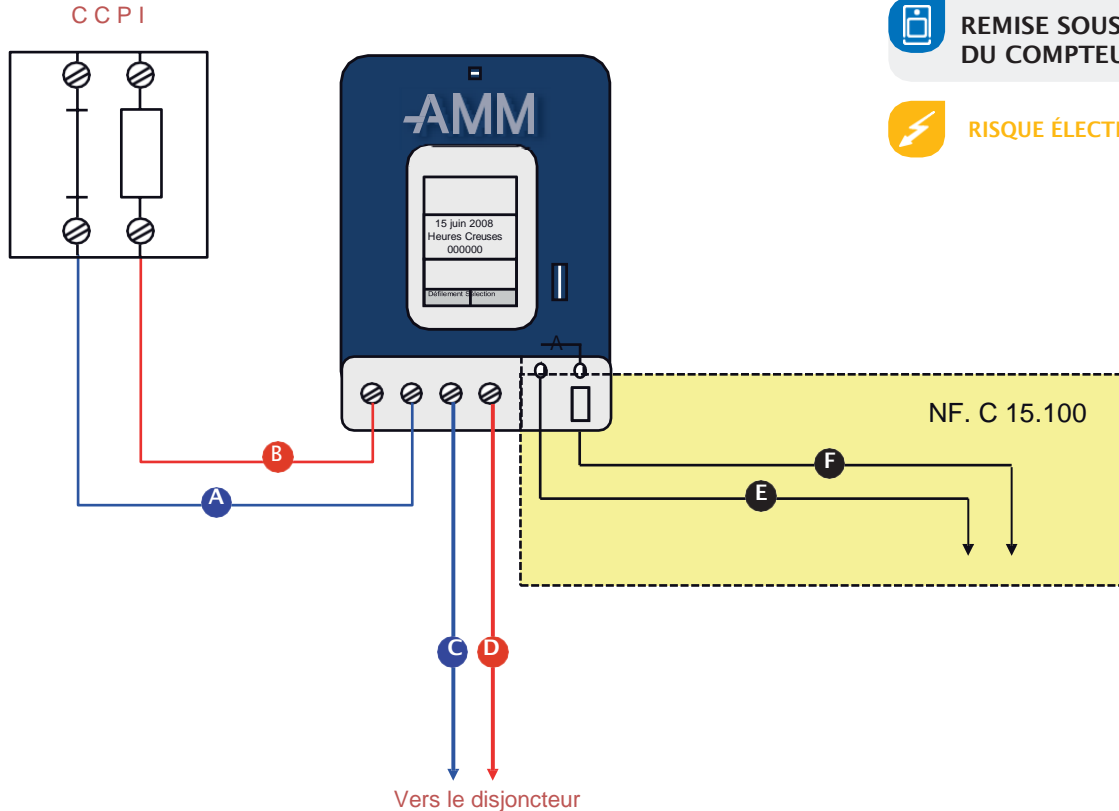 C C P I
REMISE SOUS
DU COMPTEU
RISQUE ÉLECTI
AMM
15 juin 2008
Heures Creuses
000000
Défilement Sélection
A
NF. C 15.100
B
F
A
E
C
D
Vers le disjoncteur